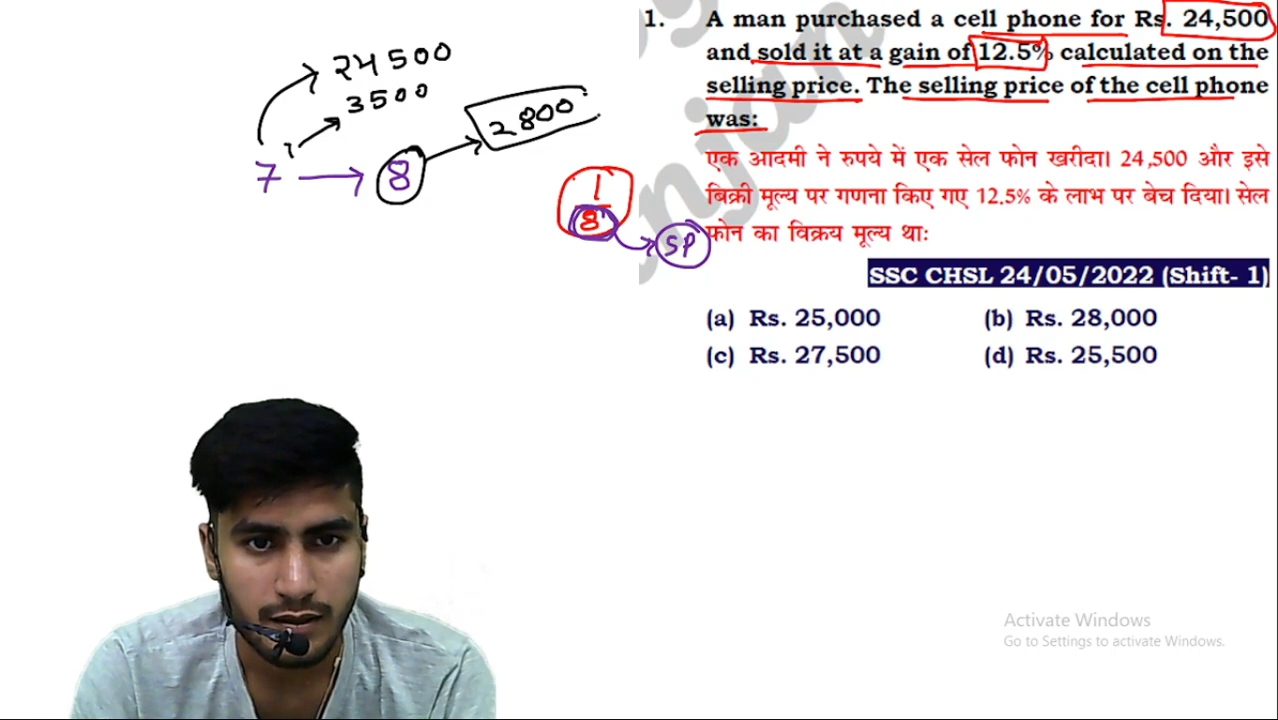 1. A man purchased a cell phone for Rs. 24,500
and sold it at a gain of 12.5% calculated on the
selling price. The selling price of the cell phone
was:
एक आदमी ने रुपये में एक सेल फोन खरीदा। 24,500 और इसे
बिक्री मूल्य पर गणना किए गए 12.5% के लाभ पर बेच दिया। सेल
फोन का विक्रय मूल्य था:
SSC CHSL 24/05/2022 (Shift- 1)
(a) Rs. 25,000 (b) Rs. 28,000
(c) Rs. 27,500 (d) Rs. 25,500
24500
3500
2800
7 → 8
1
8
SP
Activate Windows
Go to Settings to activate Windows.